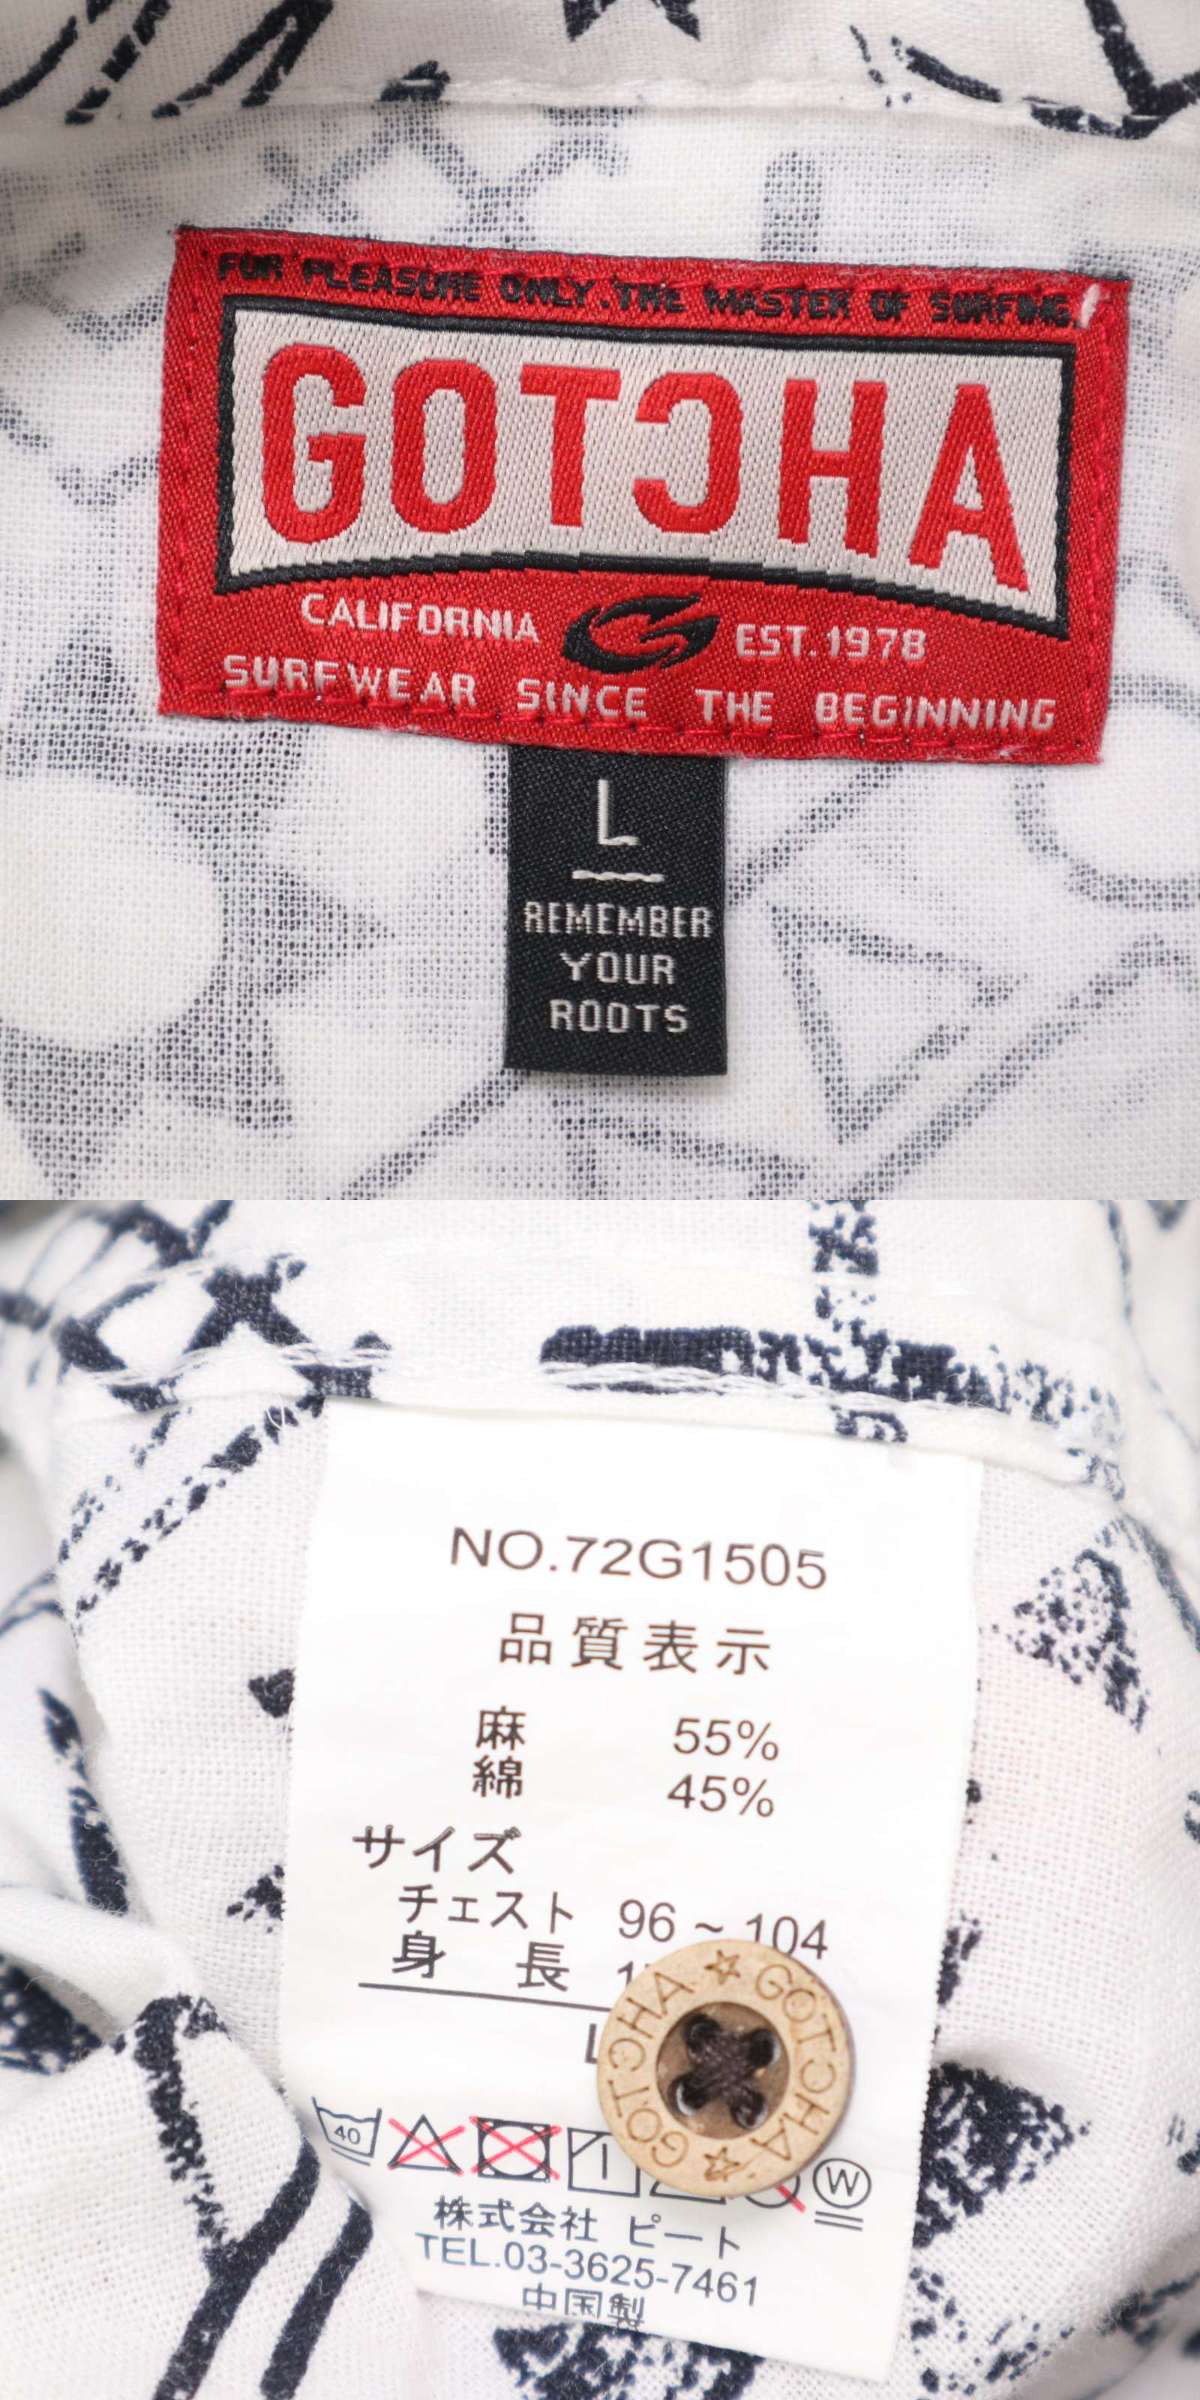 FOR PLEASURE ONLY. THE MASTER OF SURFING.
GOTCHA
CALIFORNIA EST. 1978
SURFWEAR SINCE THE BEGINNING
L
REMEMBER
YOUR
ROOTS
NO.72G1505
品質表示
麻 55%
綿 45%
サイズ
チェスト 96 ~ 104
身 長
L
GOTCHA ☆ GOTCHA ☆
40
W
株式会社 ピート
TEL.03-3625-7461
中国製